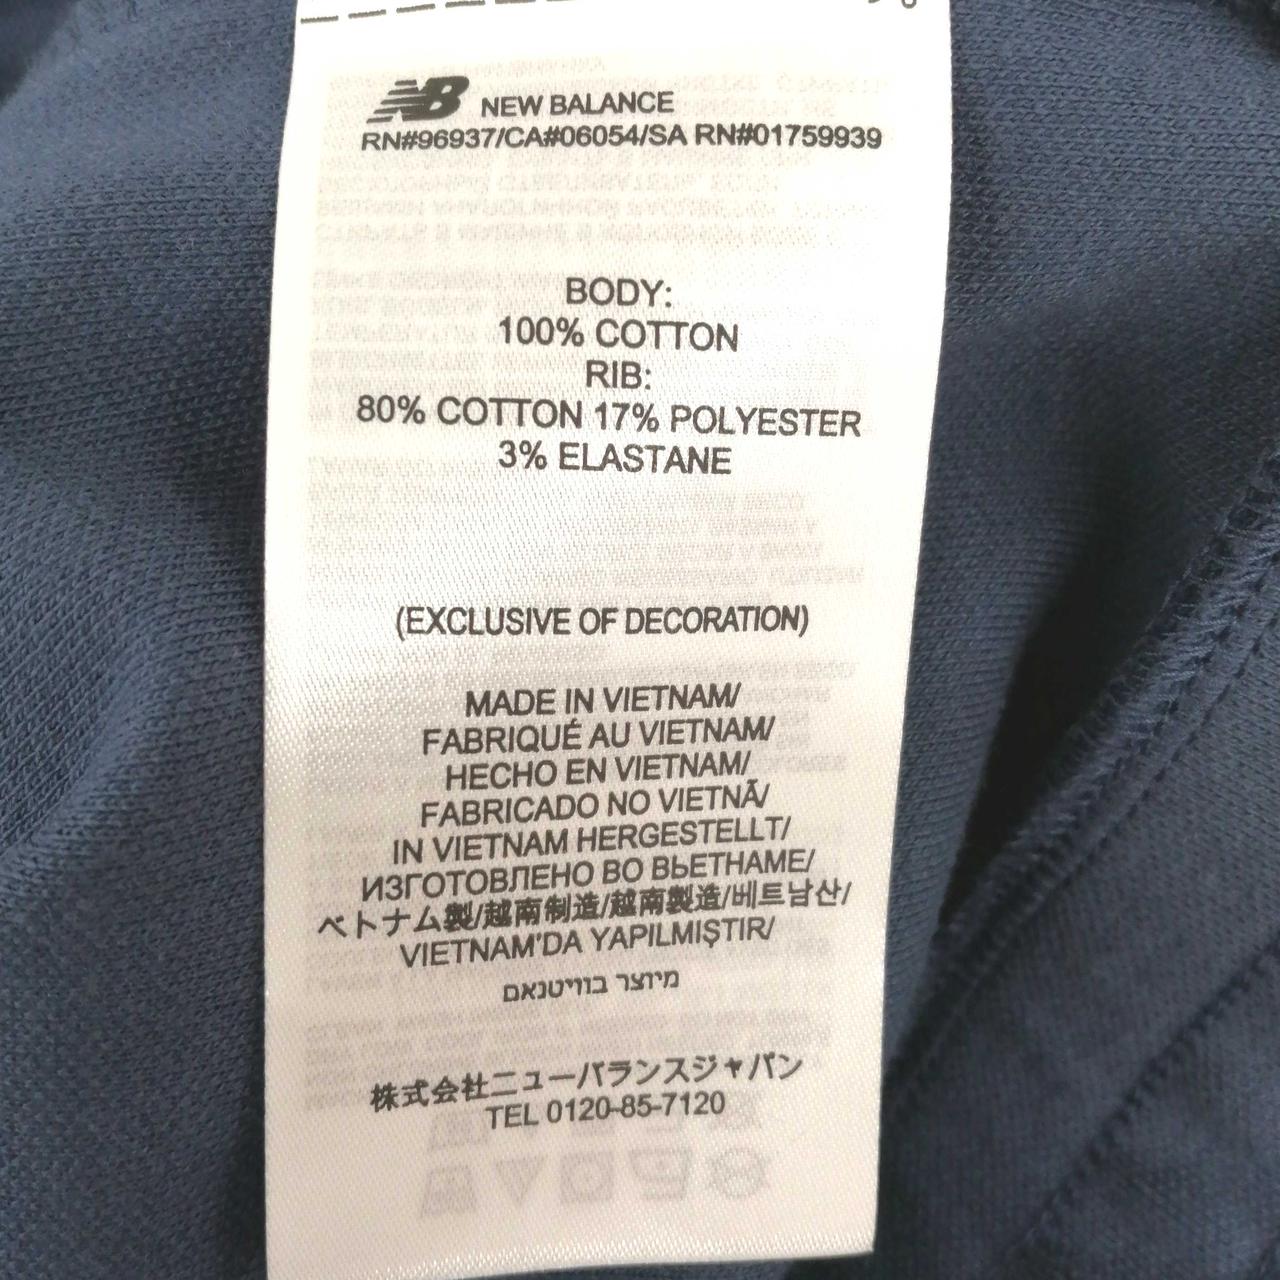 NB NEW BALANCE
RN#96937/CA#06054/SA RN#01759939
BODY:
100% COTTON
RIB:
80% COTTON 17% POLYESTER
3% ELASTANE
(EXCLUSIVE OF DECORATION)
MADE IN VIETNAM/
FABRIQUÉ AU VIETNAM/
HECHO EN VIETNAM/
FABRICADO NO VIETNÃ/
IN VIETNAM HERGESTELLT/
ИЗГОТОВЛЕНО ВО ВЬЕТНАМЕ/
ベトナム製/越南制造/越南製造/베트남산/
VIETNAM'DA YAPILMIŞTIR/
מיוצר בוויטנאם
株式会社ニューバランスジャパン
TEL 0120-85-7120